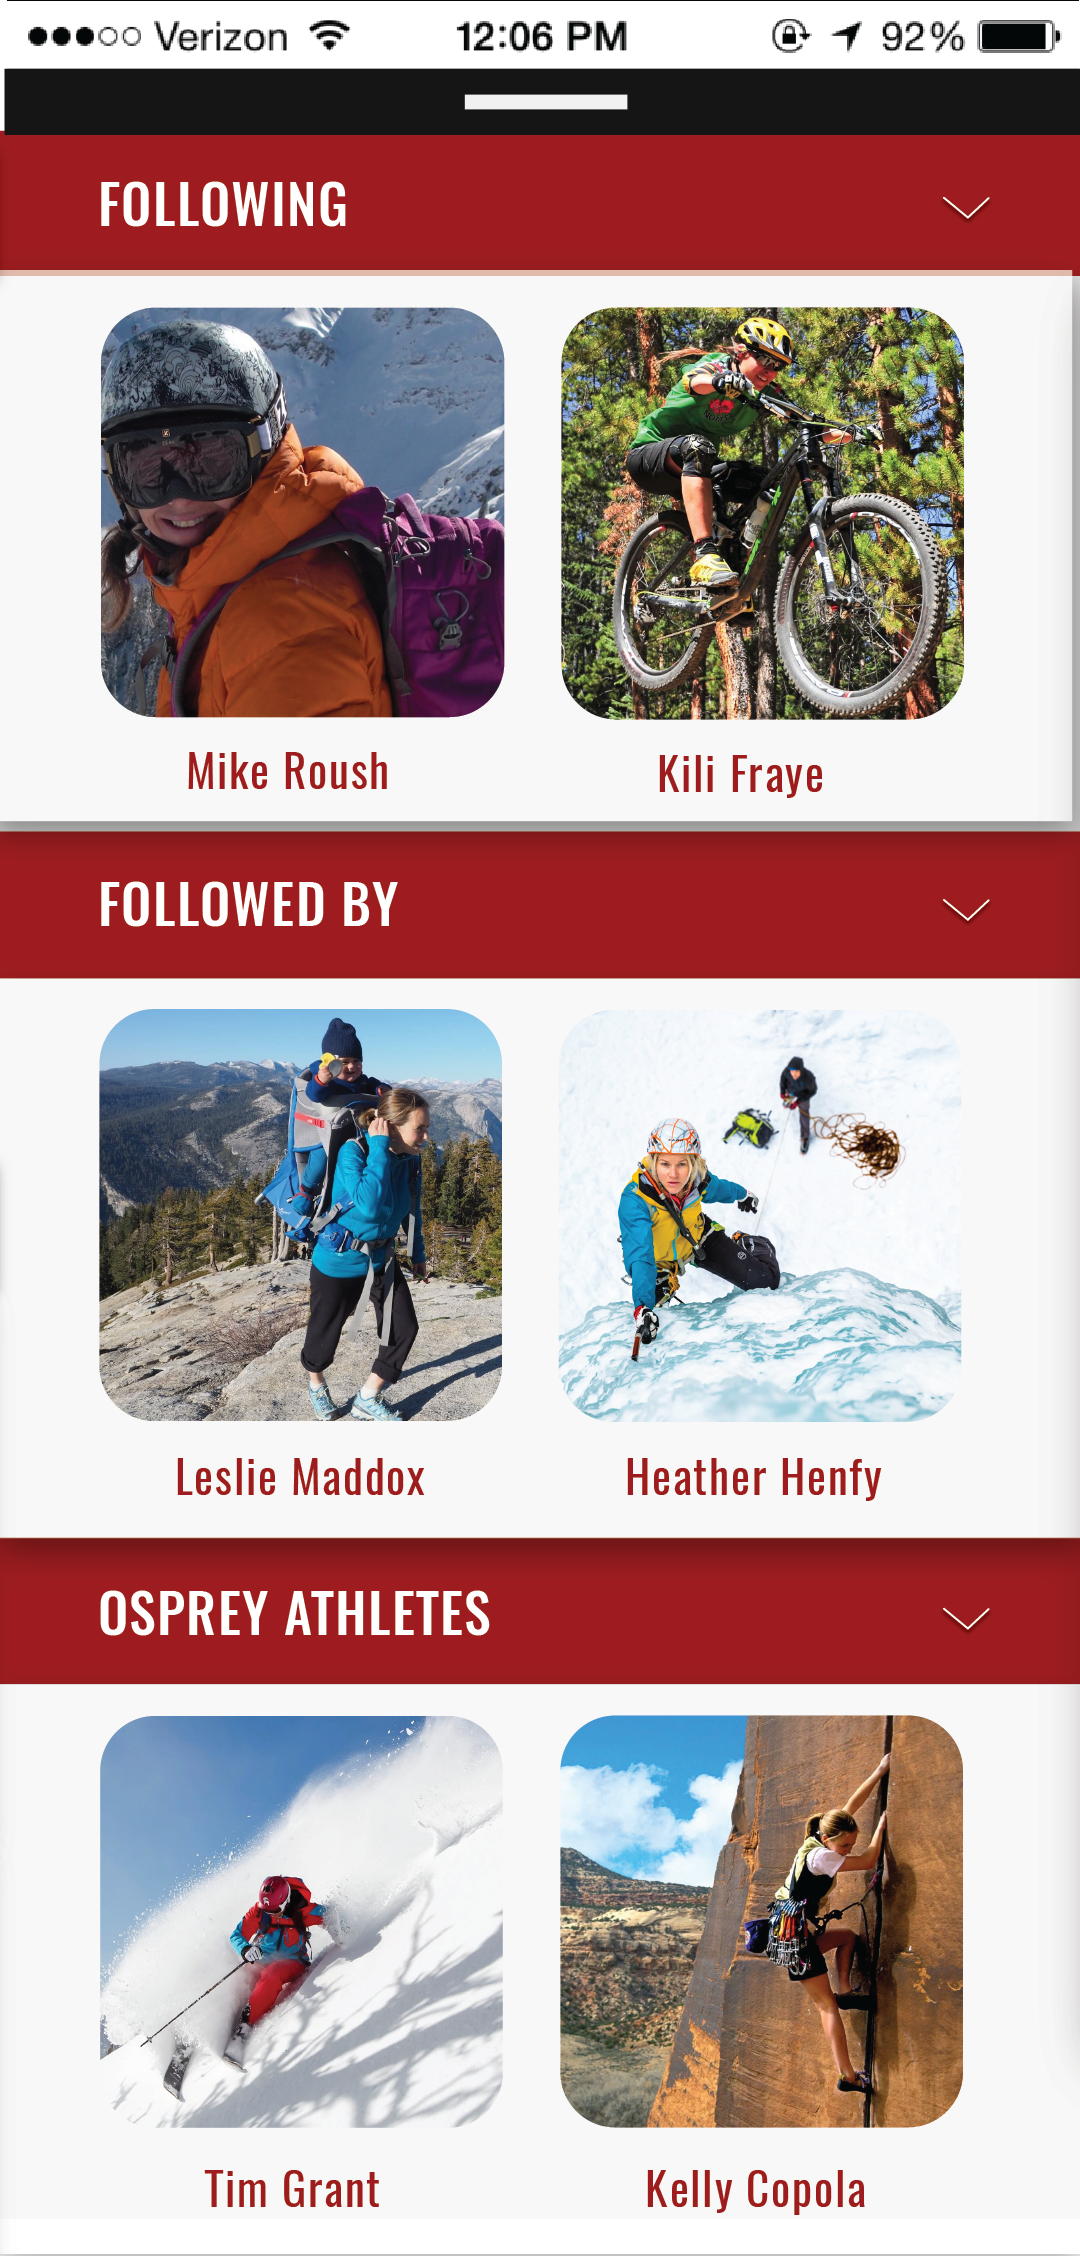 Verizon 12:06 PM 92%
FOLLOWING
Mike Roush Kili Fraye
FOLLOWED BY
Leslie Maddox Heather Henfy
OSPREY ATHLETES
Tim Grant Kelly Copola